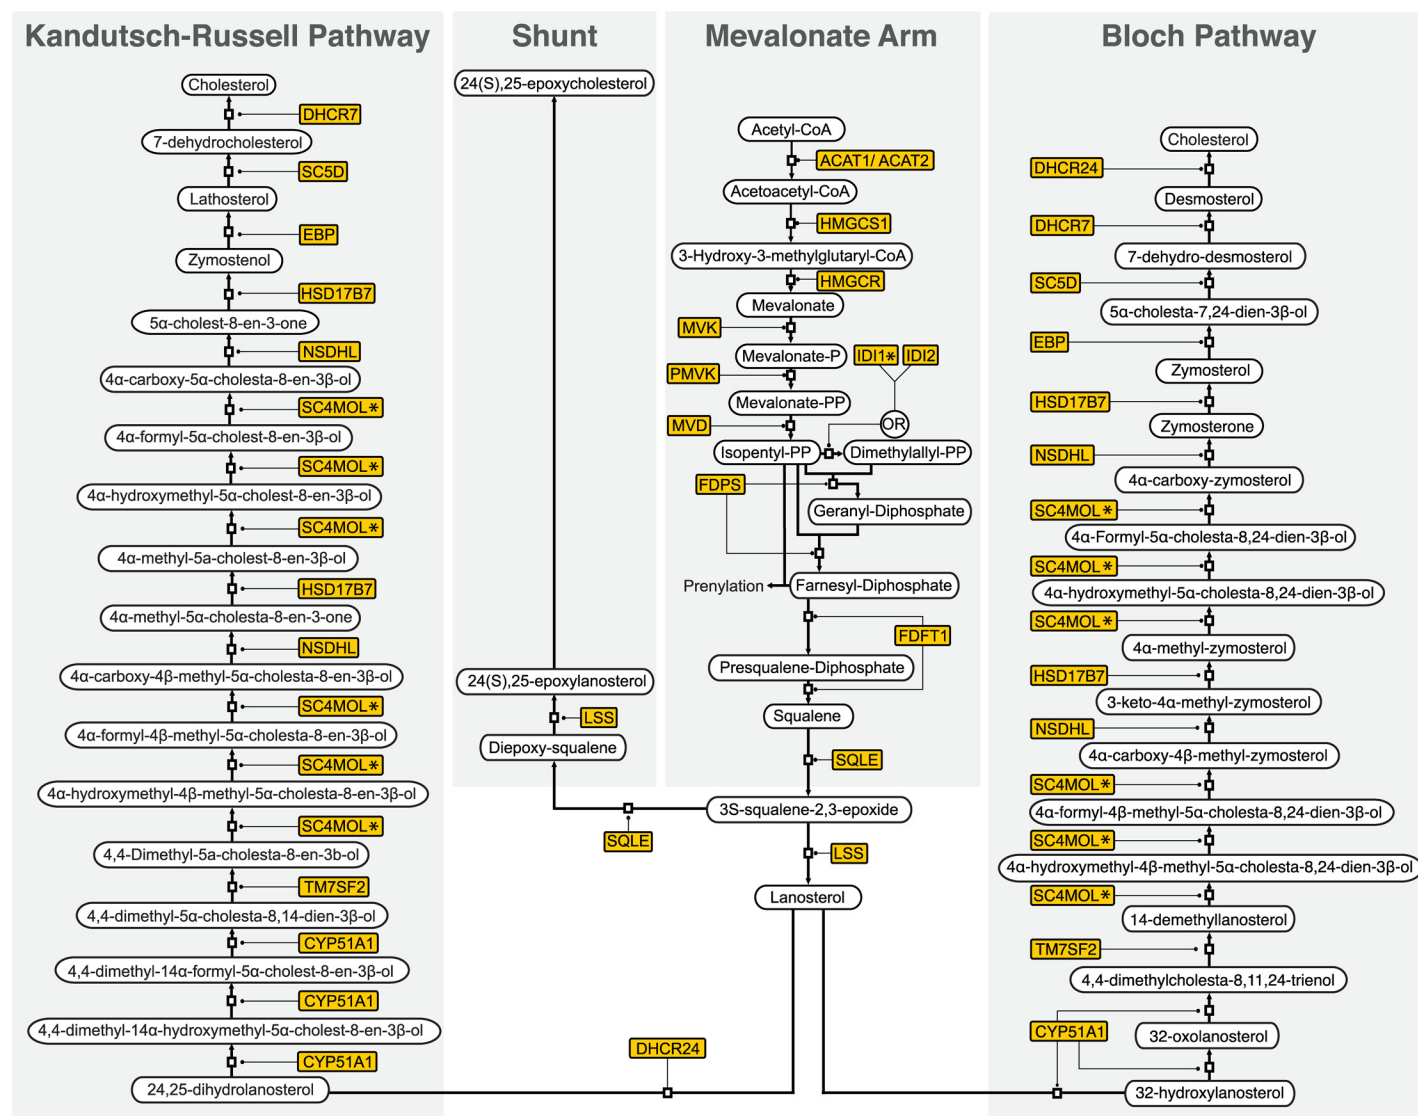 Kandutsch-Russell Pathway
Cholesterol
DHCR7
7-dehydrocholesterol
SC5D
Lathosterol
EBP
Zymostenol
HSD17B7
5α-cholest-8-en-3-one
NSDHL
4α-carboxy-5α-cholesta-8-en-3β-ol
SC4MOL*
4α-formyl-5α-cholest-8-en-3β-ol
SC4MOL*
4α-hydroxymethyl-5α-cholest-8-en-3β-ol
SC4MOL*
4α-methyl-5a-cholest-8-en-3β-ol
HSD17B7
4α-methyl-5α-cholesta-8-en-3-one
NSDHL
4α-carboxy-4β-methyl-5α-cholesta-8-en-3β-ol
SC4MOL*
4α-formyl-4β-methyl-5α-cholesta-8-en-3β-ol
SC4MOL*
4α-hydroxymethyl-4β-methyl-5α-cholesta-8-en-3β-ol
SC4MOL*
4,4-Dimethyl-5a-cholesta-8-en-3b-ol
TM7SF2
4,4-dimethyl-5α-cholesta-8,14-dien-3β-ol
CYP51A1
4,4-dimethyl-14α-formyl-5α-cholest-8-en-3β-ol
CYP51A1
4,4-dimethyl-14α-hydroxymethyl-5α-cholest-8-en-3β-ol
CYP51A1
24,25-dihydrolanosterol
Shunt
24(S),25-epoxycholesterol
24(S),25-epoxylanosterol
LSS
Diepoxy-squalene
SQLE
DHCR24
Mevalonate Arm
Acetyl-CoA
ACAT1/ ACAT2
Acetoacetyl-CoA
HMGCS1
3-Hydroxy-3-methylglutaryl-CoA
HMGCR
Mevalonate
MVK
Mevalonate-P
IDI1*
IDI2
PMVK
Mevalonate-PP
MVD
OR
Isopentyl-PP
Dimethylallyl-PP
FDPS
Geranyl-Diphosphate
Prenylation
Farnesyl-Diphosphate
FDFT1
Presqualene-Diphosphate
Squalene
SQLE
3S-squalene-2,3-epoxide
LSS
Lanosterol
Bloch Pathway
Cholesterol
DHCR24
Desmosterol
DHCR7
7-dehydro-desmosterol
SC5D
5α-cholesta-7,24-dien-3β-ol
EBP
Zymosterol
HSD17B7
Zymosterone
NSDHL
4α-carboxy-zymosterol
SC4MOL*
4α-Formyl-5α-cholesta-8,24-dien-3β-ol
SC4MOL*
4α-hydroxymethyl-5α-cholesta-8,24-dien-3β-ol
SC4MOL*
4α-methyl-zymosterol
HSD17B7
3-keto-4α-methyl-zymosterol
NSDHL
4α-carboxy-4β-methyl-zymosterol
SC4MOL*
4α-formyl-4β-methyl-5α-cholesta-8,24-dien-3β-ol
SC4MOL*
4α-hydroxymethyl-4β-methyl-5α-cholesta-8,24-dien-3β-ol
SC4MOL*
14-demethyllanosterol
TM7SF2
4,4-dimethylcholesta-8,11,24-trienol
CYP51A1
32-oxolanosterol
32-hydroxylanosterol